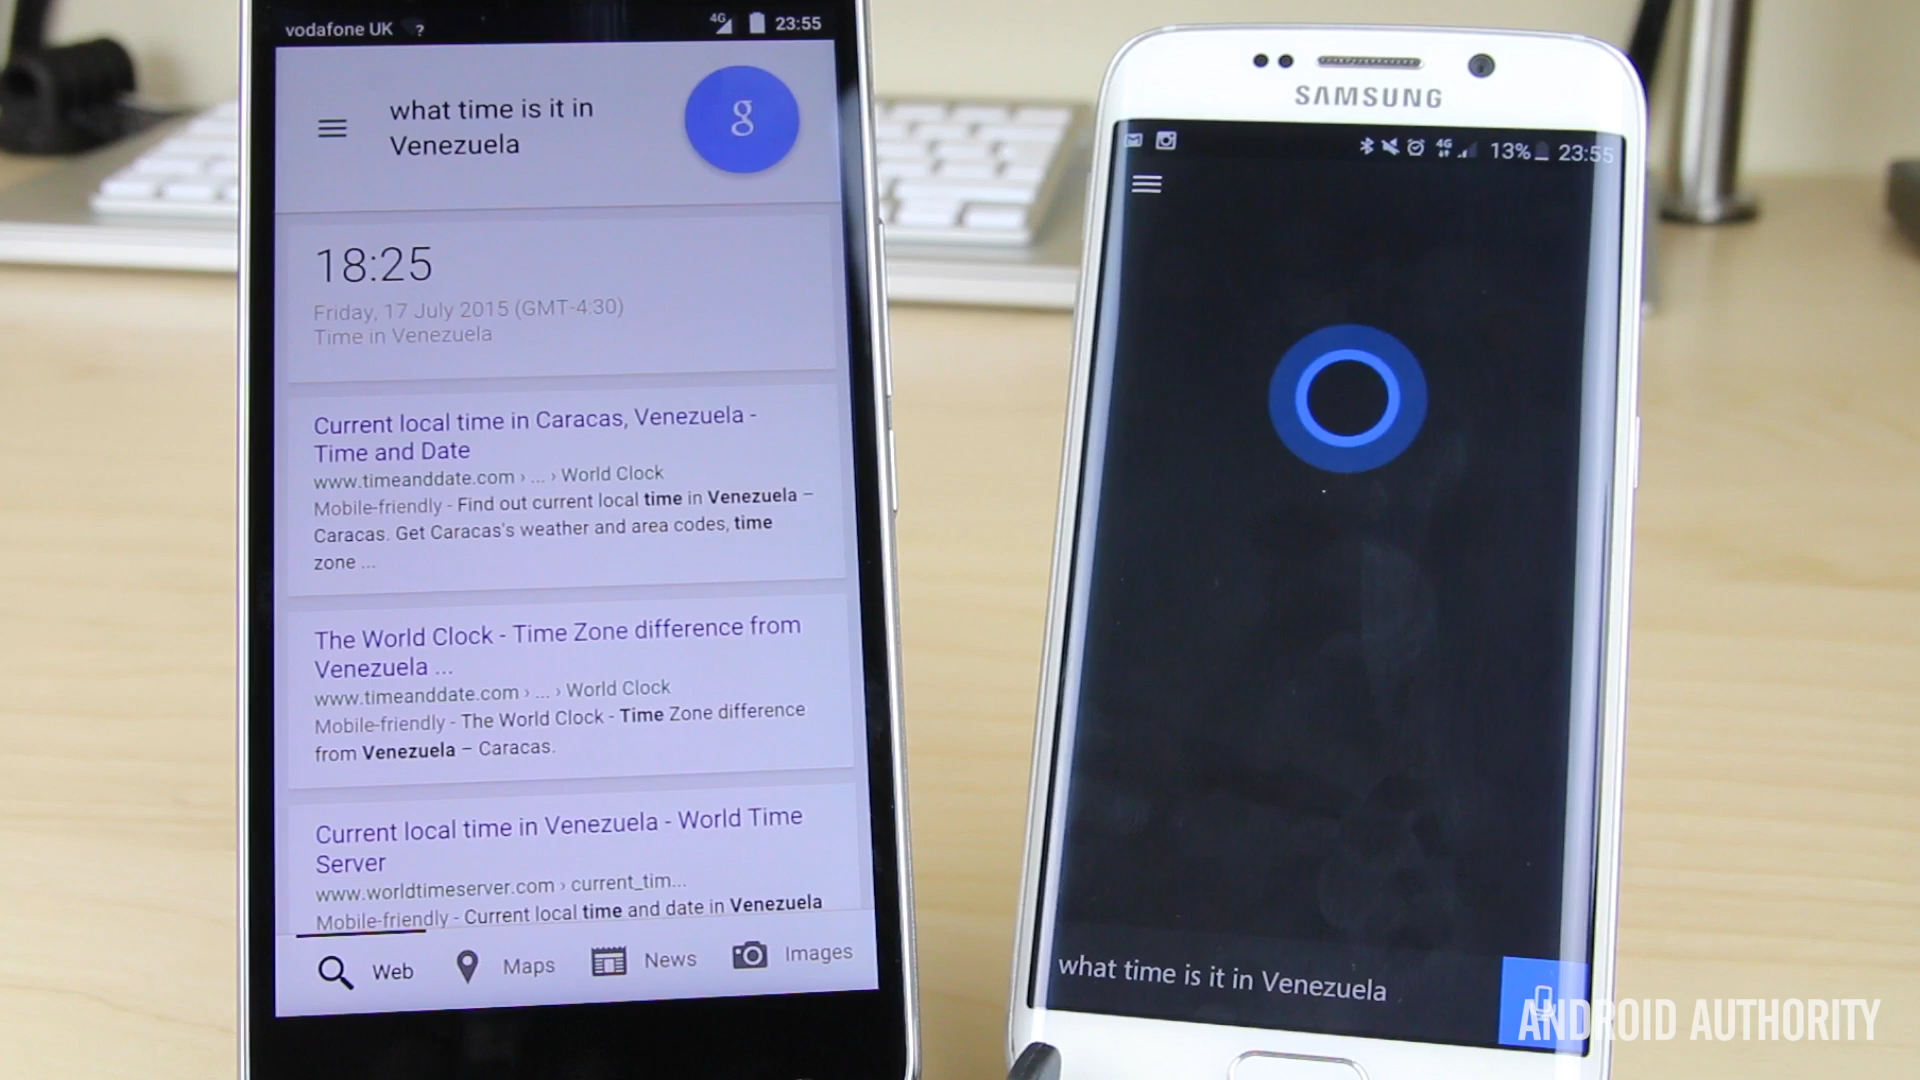 vodafone UK ?
4G 23:55
what time is it in
Venezuela
g
18:25
Friday, 17 July 2015 (GMT-4:30)
Time in Venezuela
Current local time in Caracas, Venezuela -
Time and Date
www.timeanddate.com › ... › World Clock
Mobile-friendly - Find out current local time in Venezuela –
Caracas. Get Caracas's weather and area codes, time
zone ...
The World Clock - Time Zone difference from
Venezuela ...
www.timeanddate.com › ... › World Clock
Mobile-friendly - The World Clock - Time Zone difference
from Venezuela – Caracas.
Current local time in Venezuela - World Time
Server
www.worldtimeserver.com › current_tim...
Mobile-friendly - Current local time and date in Venezuela
Web
Maps
News
Images
SAMSUNG
4G 13% 23:55
what time is it in Venezuela
ANDROID AUTHORITY